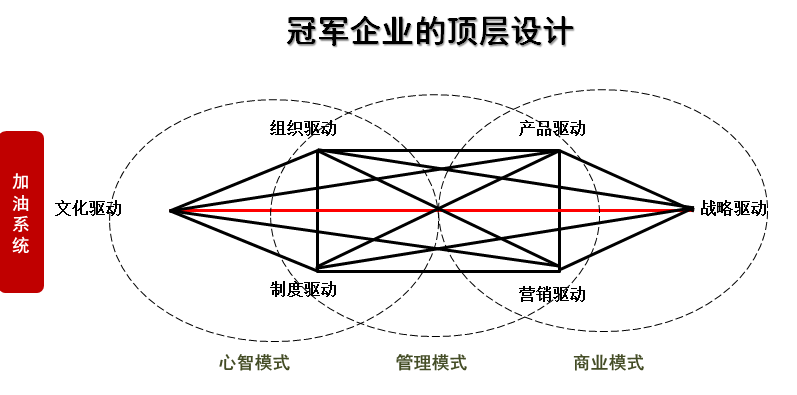 冠军企业的顶层设计
组织驱动
产品驱动
加油系统
文化驱动
战略驱动
制度驱动
营销驱动
心智模式
管理模式
商业模式